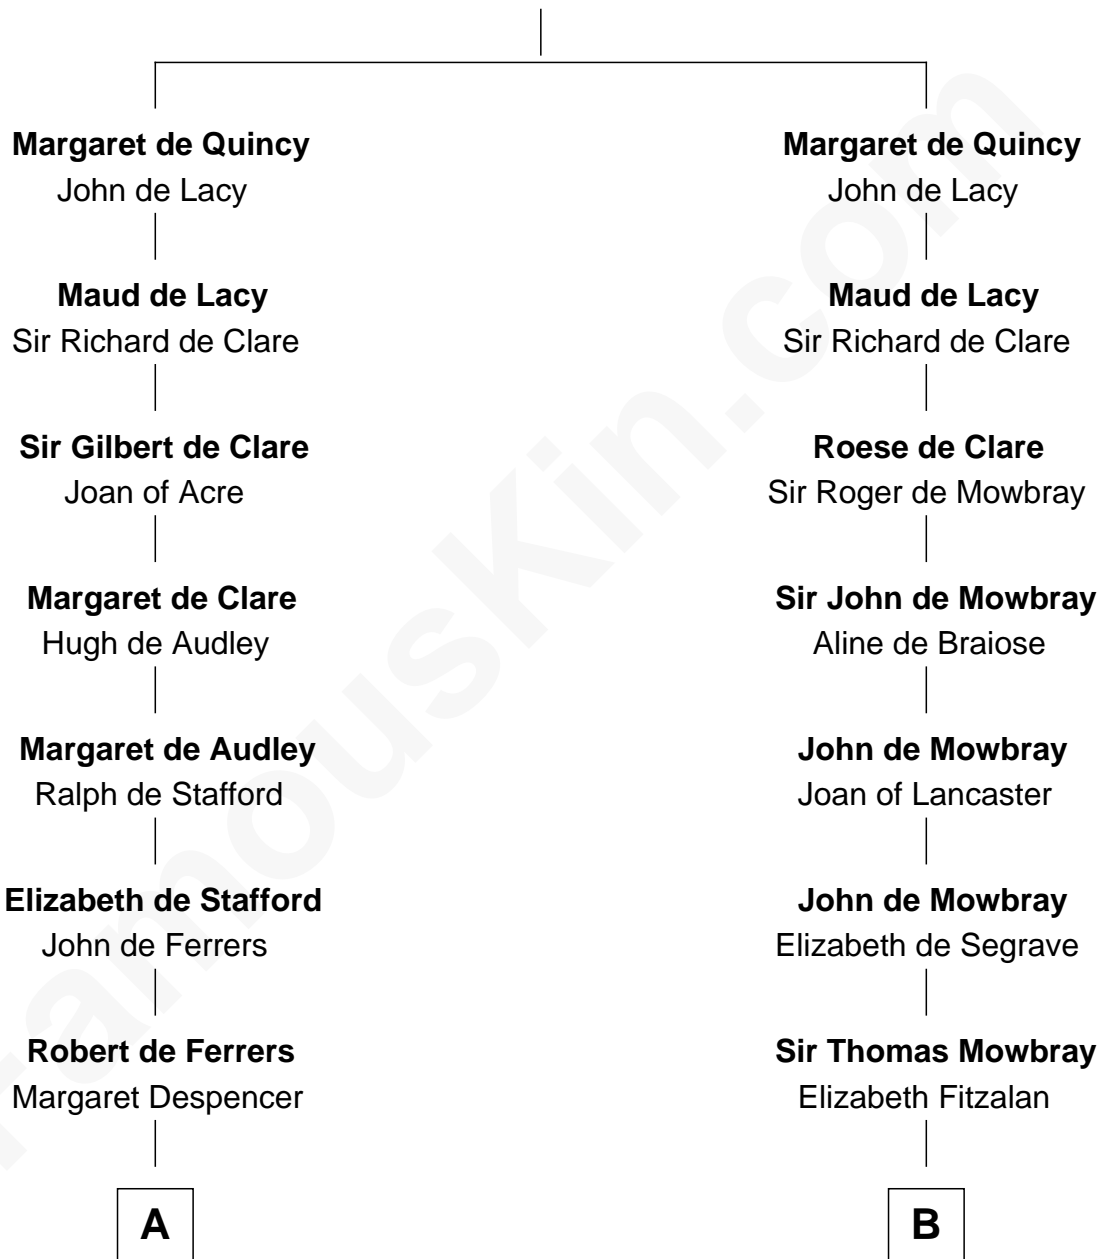 Margaret de Quincy
John de Lacy
Maud de Lacy
Sir Richard de Clare
Sir Gilbert de Clare
Joan of Acre
Margaret de Clare
Hugh de Audley
Margaret de Audley
Ralph de Stafford
Elizabeth de Stafford
John de Ferrers
Robert de Ferrers
Margaret Despencer
A
Margaret de Quincy
John de Lacy
Maud de Lacy
Sir Richard de Clare
Roese de Clare
Sir Roger de Mowbray
Sir John de Mowbray
Aline de Braiose
John de Mowbray
Joan of Lancaster
John de Mowbray
Elizabeth de Segrave
Sir Thomas Mowbray
Elizabeth Fitzalan
B
FamousKin.com